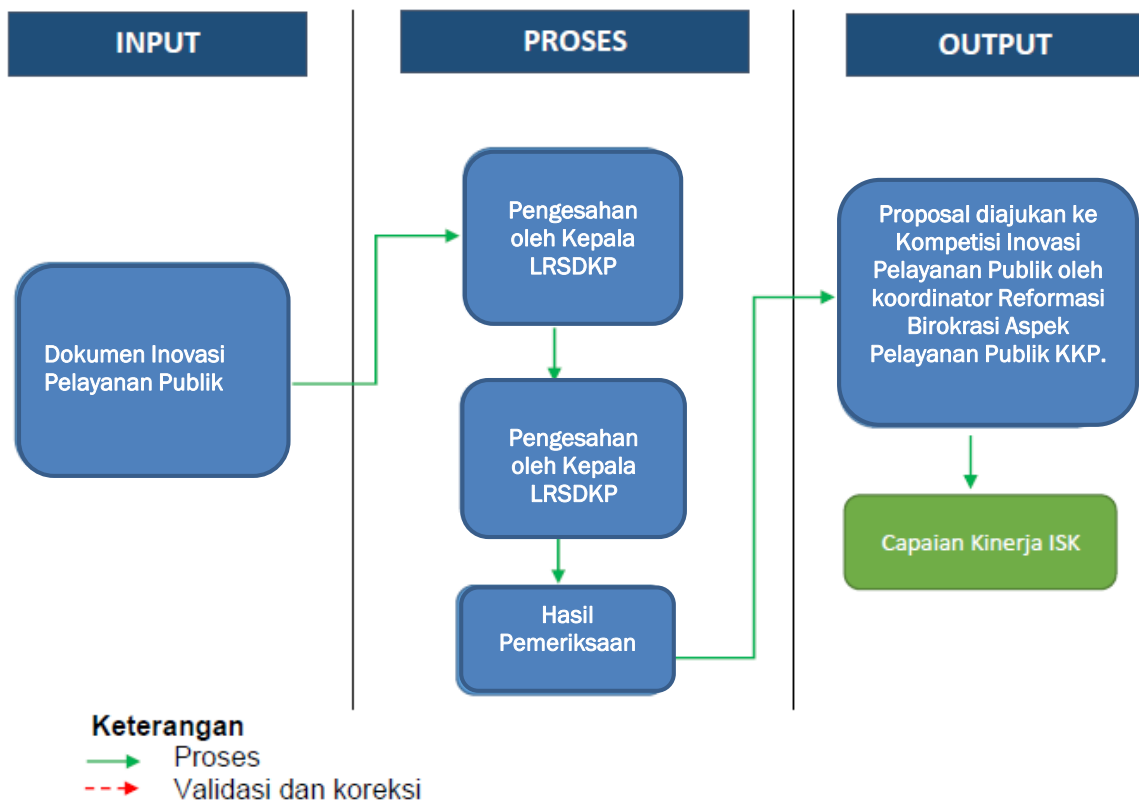 INPUT
PROSES
OUTPUT
Dokumen Inovasi
Pelayanan Publik
Pengesahan
oleh Kepala
LRSDKP
Pengesahan
oleh Kepala
LRSDKP
Hasil
Pemeriksaan
Proposal diajukan ke
Kompetisi Inovasi
Pelayanan Publik oleh
koordinator Reformasi
Birokrasi Aspek
Pelayanan Publik KKP.
Capaian Kinerja ISK
Keterangan
Proses
Validasi dan koreksi